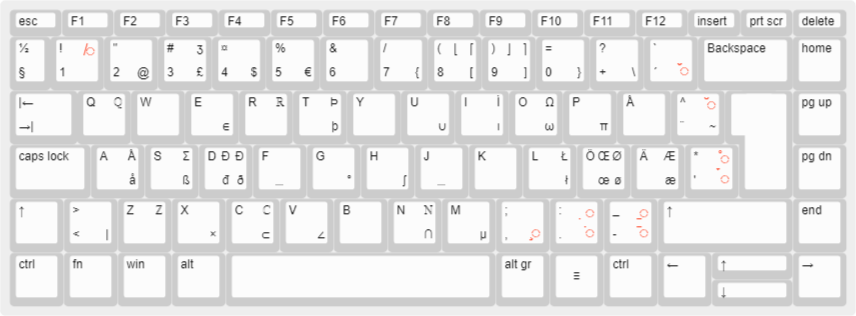 esc F1 F2 F3 F4 F5 F6 F7 F8 F9 F10 F11 F12 insert prt scr delete
½ ! " # ʒ ¤ % & / ( ⌊ ⌈ ) ⌋ ⌉ = ? ` Backspace home
§ 1 2 @ 3 £ 4 $ 5 € 6 7 { 8 [ 9 ] 0 } + \ ´
|← Q ℚ W E R ℝ T Þ Y U I İ O Ω P Å ^ pg up
→| ∈ þ ∪ ı ω π ¨ ~
caps lock A Å S Σ D Đ Ð F G H J K L Ł Ö Œ Ø Ä Æ * pg dn
å ß đ ð _ ° ʃ _ ł œ ø æ '
↑ > Z ℤ X C ℂ V B N ℕ M ; : _ ↑ end
< | × ⊂ ∠ ∩ µ , . -
ctrl fn win alt alt gr ≡ ctrl ← ↑ →
↓